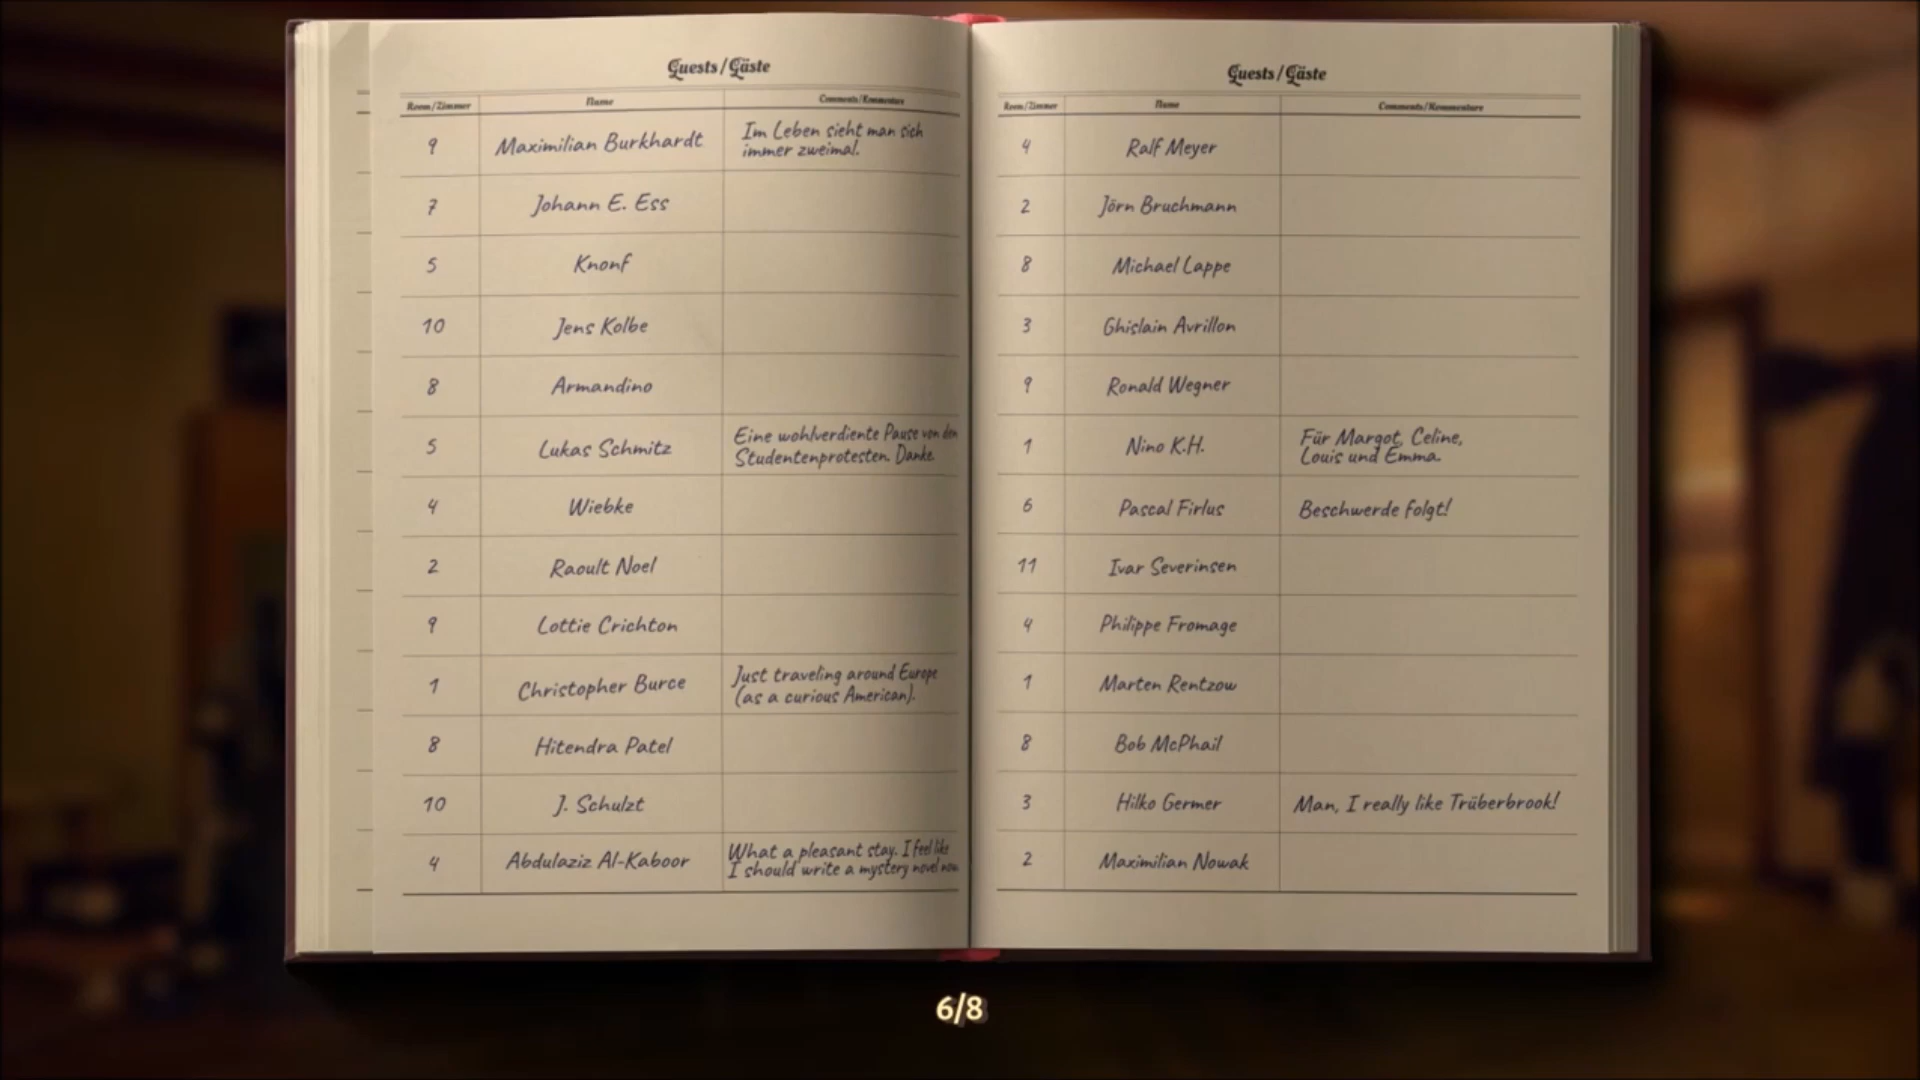 Guests/Gäste
Room/Zimmer Name Comments/Kommentare
9 Maximilian Burkhardt Im Leben sieht man sich
immer zweimal.
7 Johann E. Ess
5 Knonf
10 Jens Kolbe
8 Armandino
5 Lukas Schmitz Eine wohlverdiente Pause von den
Studentenprotesten. Danke
4 Wiebke
2 Raoult Noel
9 Lottie Crichton
1 Christopher Burce Just traveling around Europe
(as a curious American).
8 Hitendra Patel
10 J. Schulzt
4 Abdulaziz Al-Kaboor What a pleasant stay. I feel like
I should write a mystery novel now
Guests/Gäste
Room/Zimmer Name Comments/Kommentare
4 Ralf Meyer
2 Jörn Bruchmann
8 Michael Lappe
3 Ghislain Avrillon
9 Ronald Wegner
1 Nino K.H. Für Margot, Celine,
Louis und Emma.
6 Pascal Firlus Beschwerde folgt!
11 Ivar Severinsen
4 Philippe Fromage
1 Marten Rentzow
8 Bob McPhail
3 Hilko Germer Man, I really like Trüberbrook!
2 Maximilian Nowak
6/8